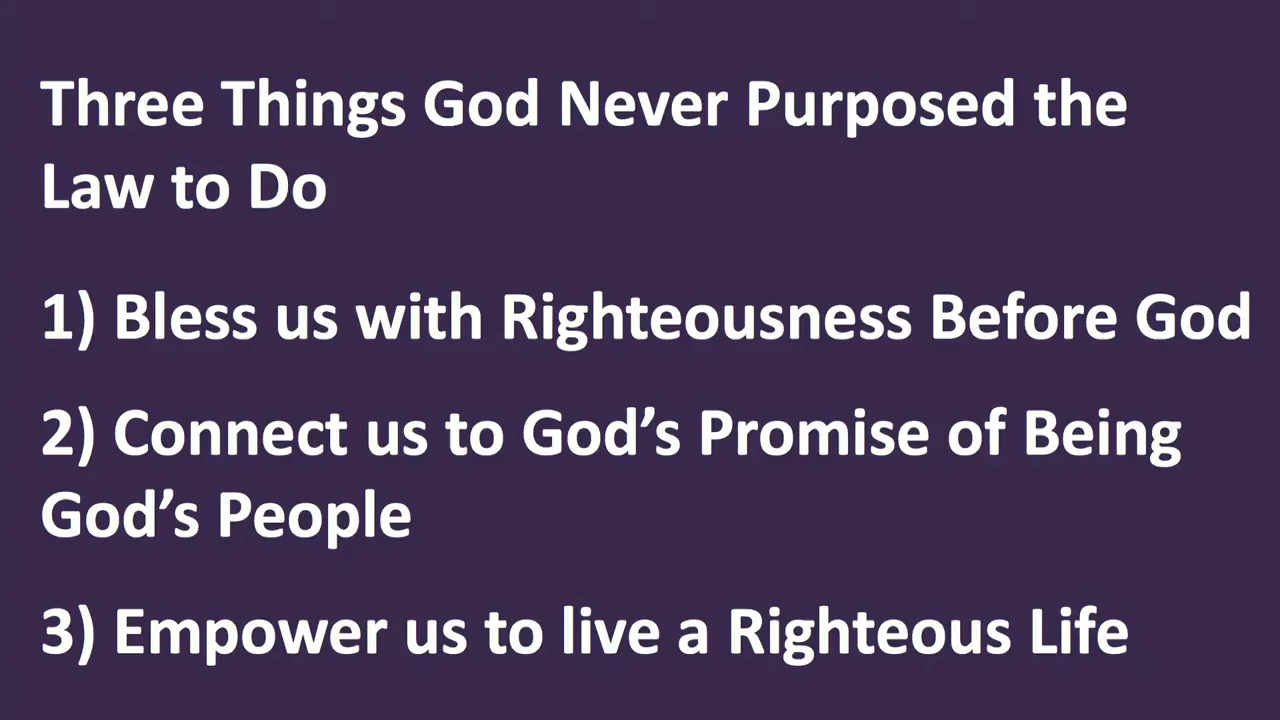 Three Things God Never Purposed the
Law to Do
1) Bless us with Righteousness Before God
2) Connect us to God’s Promise of Being
God’s People
3) Empower us to live a Righteous Life